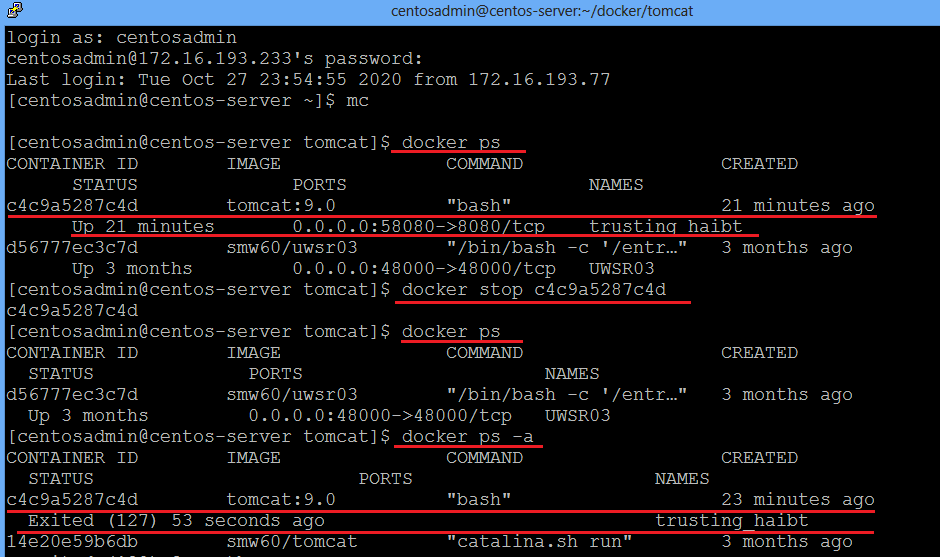 centosadmin@centos-server:~/docker/tomcat
login as: centosadmin
centosadmin@172.16.193.233's password:
Last login: Tue Oct 27 23:54:55 2020 from 172.16.193.77
[centosadmin@centos-server ~]$ mc
[centosadmin@centos-server tomcat]$ docker ps
CONTAINER ID        IMAGE               COMMAND                  CREATED
      STATUS              PORTS                      NAMES
c4c9a5287c4d        tomcat:9.0          "bash"                   21 minutes ago
      Up 21 minutes       0.0.0.0:58080->8080/tcp    trusting_haibt
d56777ec3c7d        smw60/uwsr03        "/bin/bash -c '/entr…"   3 months ago
      Up 3 months         0.0.0.0:48000->48000/tcp   UWSR03
[centosadmin@centos-server tomcat]$ docker stop c4c9a5287c4d
c4c9a5287c4d
[centosadmin@centos-server tomcat]$ docker ps
CONTAINER ID        IMAGE               COMMAND                  CREATED
  STATUS              PORTS                      NAMES
d56777ec3c7d        smw60/uwsr03        "/bin/bash -c '/entr…"   3 months ago
  Up 3 months         0.0.0.0:48000->48000/tcp   UWSR03
[centosadmin@centos-server tomcat]$ docker ps -a
CONTAINER ID        IMAGE               COMMAND                  CREATED
  STATUS                        PORTS                      NAMES
c4c9a5287c4d        tomcat:9.0          "bash"                   23 minutes ago
  Exited (127) 53 seconds ago                              trusting_haibt
14e20e59b6db        smw60/tomcat        "catalina.sh run"        3 months ago